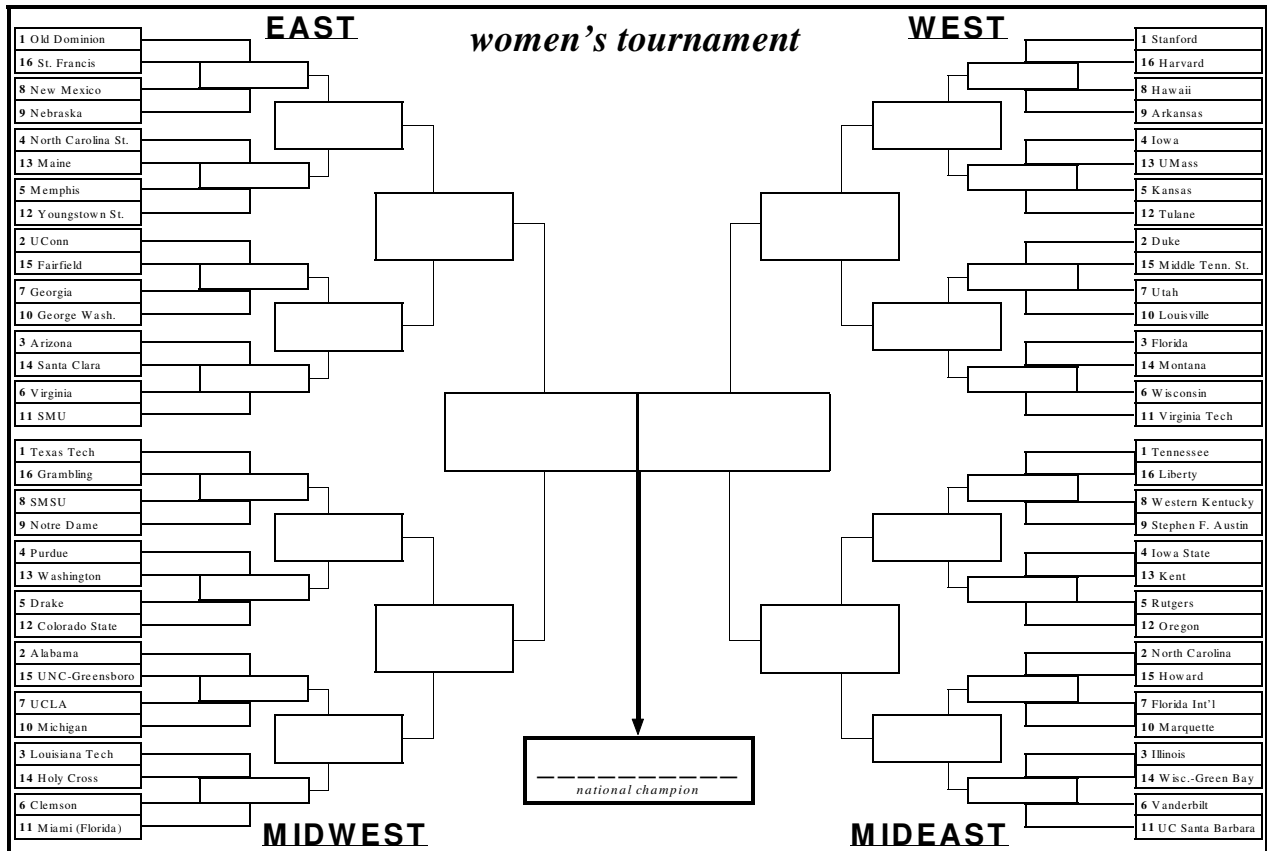 EAST
women's tournament
WEST
1 Old Dominion
16 St. Francis
8 New Mexico
9 Nebraska
4 North Carolina St.
13 Maine
5 Memphis
12 Youngstown St.
2 UConn
15 Fairfield
7 Georgia
10 George Wash.
3 Arizona
14 Santa Clara
6 Virginia
11 SMU
1 Texas Tech
16 Grambling
8 SMSU
9 Notre Dame
4 Purdue
13 Washington
5 Drake
12 Colorado State
2 Alabama
15 UNC-Greensboro
7 UCLA
10 Michigan
3 Louisiana Tech
14 Holy Cross
6 Clemson
11 Miami (Florida)
1 Stanford
16 Harvard
8 Hawaii
9 Arkansas
4 Iowa
13 UMass
5 Kansas
12 Tulane
2 Duke
15 Middle Tenn. St.
7 Utah
10 Louisville
3 Florida
14 Montana
6 Wisconsin
11 Virginia Tech
1 Tennessee
16 Liberty
8 Western Kentucky
9 Stephen F. Austin
4 Iowa State
13 Kent
5 Rutgers
12 Oregon
2 North Carolina
15 Howard
7 Florida Int'l
10 Marquette
3 Illinois
14 Wisc.-Green Bay
6 Vanderbilt
11 UC Santa Barbara
national champion
MIDWEST
MIDEAST